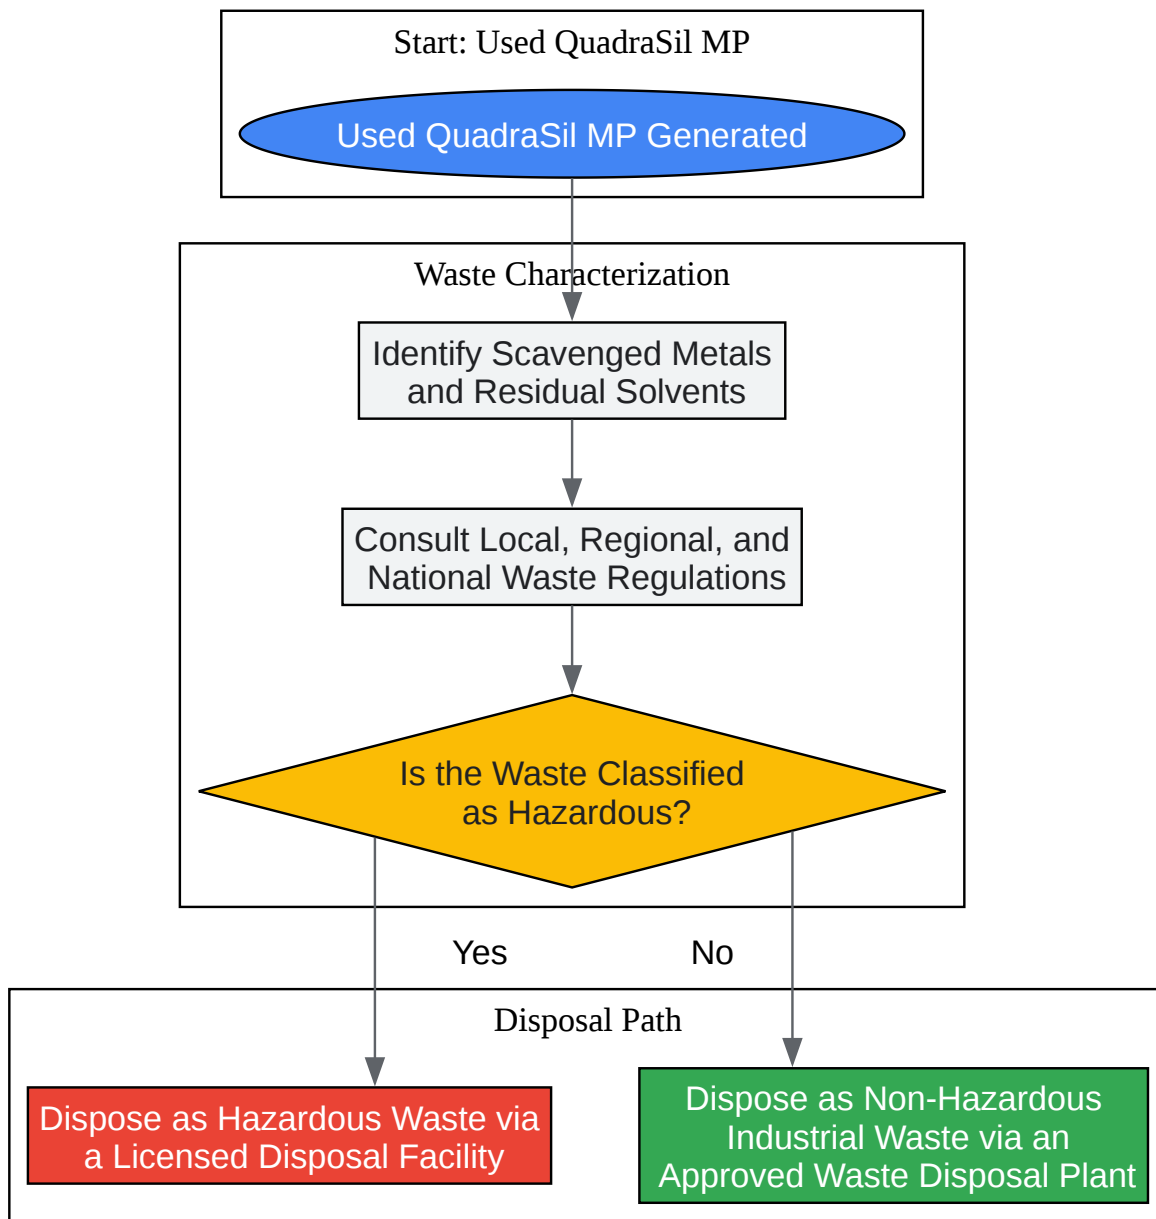 Start: Used QuadraSil MP
Used QuadraSil MP Generated
Waste Characterization
Identify Scavenged Metals
and Residual Solvents
Consult Local, Regional, and
National Waste Regulations
Is the Waste Classified
as Hazardous?
Yes
No
Disposal Path
Dispose as Hazardous Waste via
a Licensed Disposal Facility
Dispose as Non-Hazardous
Industrial Waste via an
Approved Waste Disposal Plant